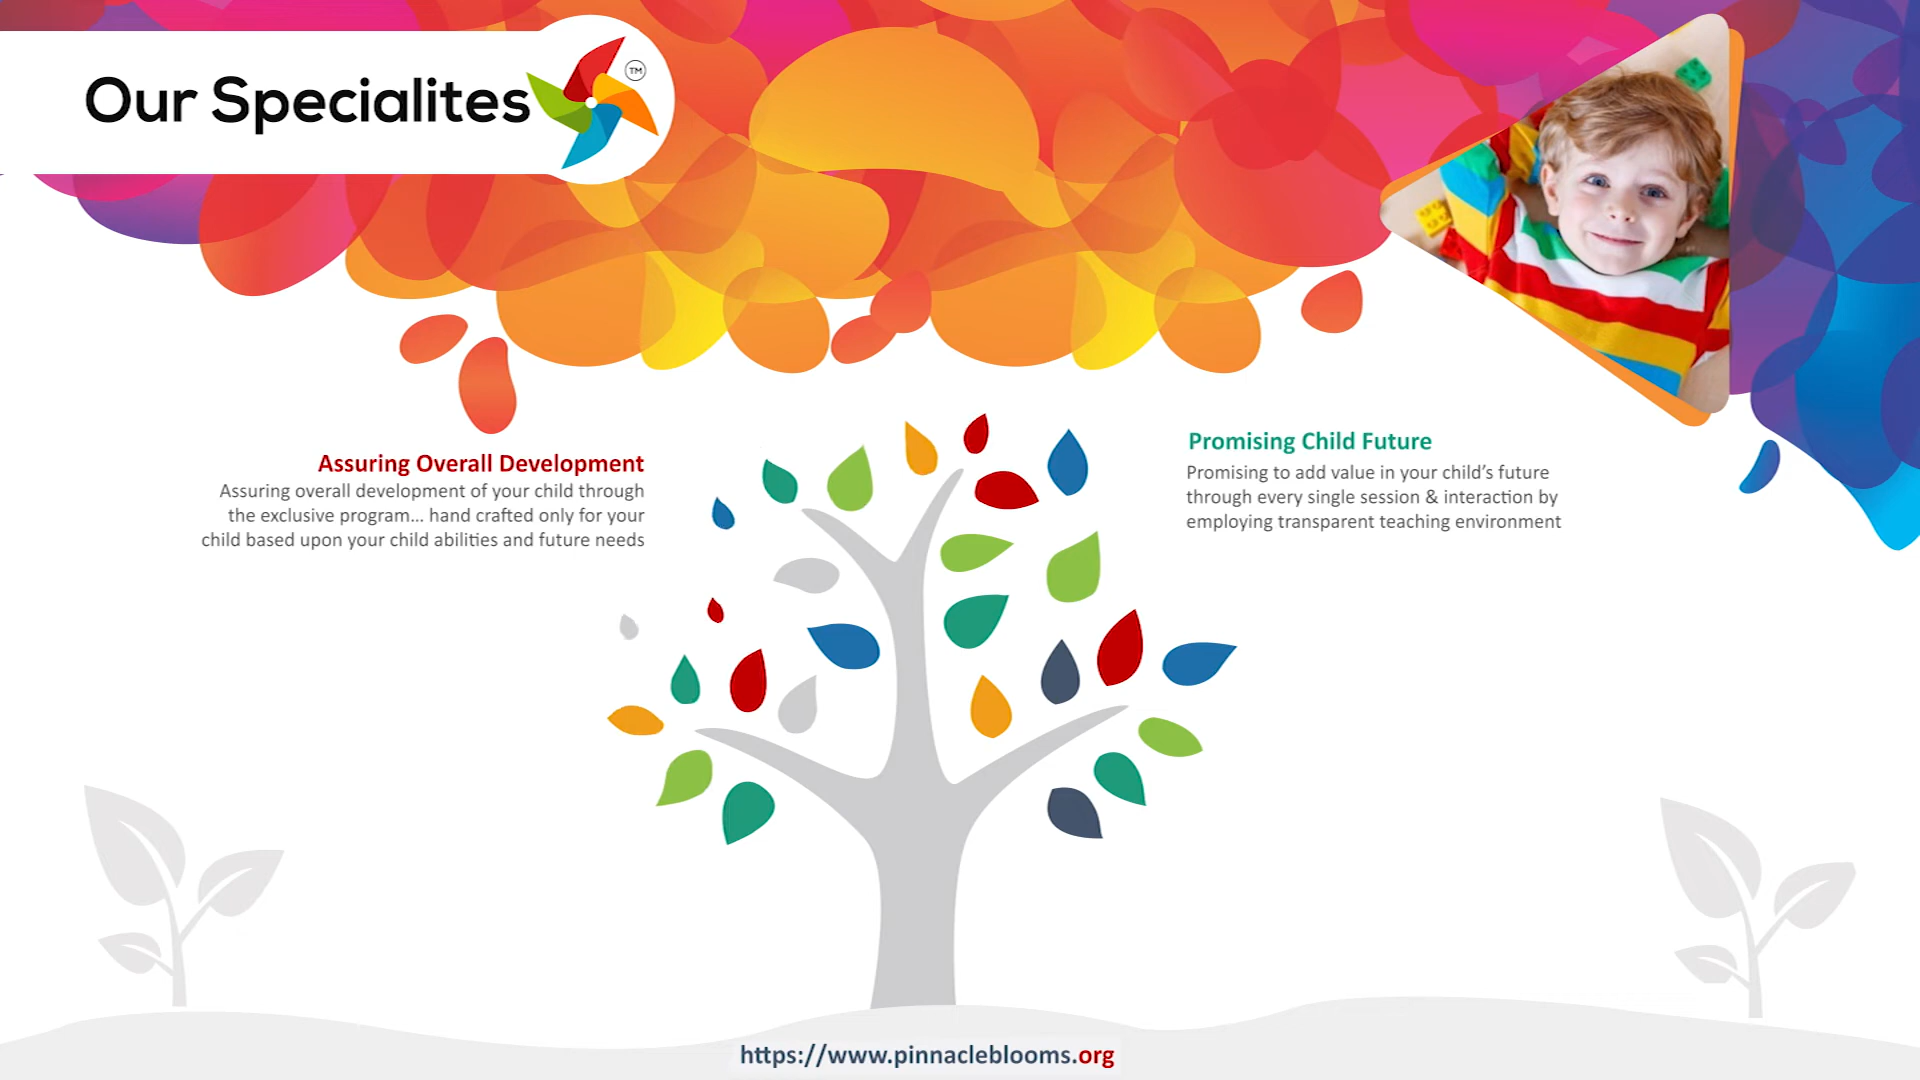 Our Specialites
TM
Assuring Overall Development
Assuring overall development of your child through
the exclusive program... hand crafted only for your
child based upon your child abilities and future needs
Promising Child Future
Promising to add value in your child's future
through every single session & interaction by
employing transparent teaching environment
https://www.pinnacleblooms.org